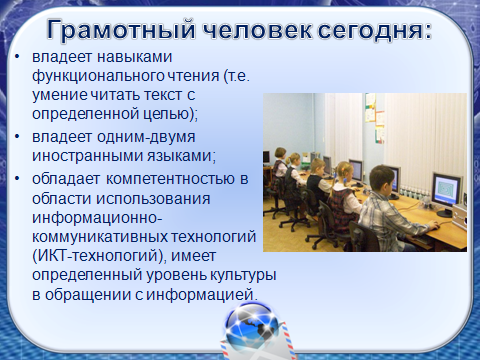 Грамотный человек сегодня:
• владеет навыками
функционального чтения (т.е.
умение читать текст с
определенной целью);
• владеет одним-двумя
иностранными языками;
• обладает компетентностью в
области использования
информационно-
коммуникативных технологий
(ИКТ-технологий), имеет
определенный уровень культуры
в обращении с информацией.